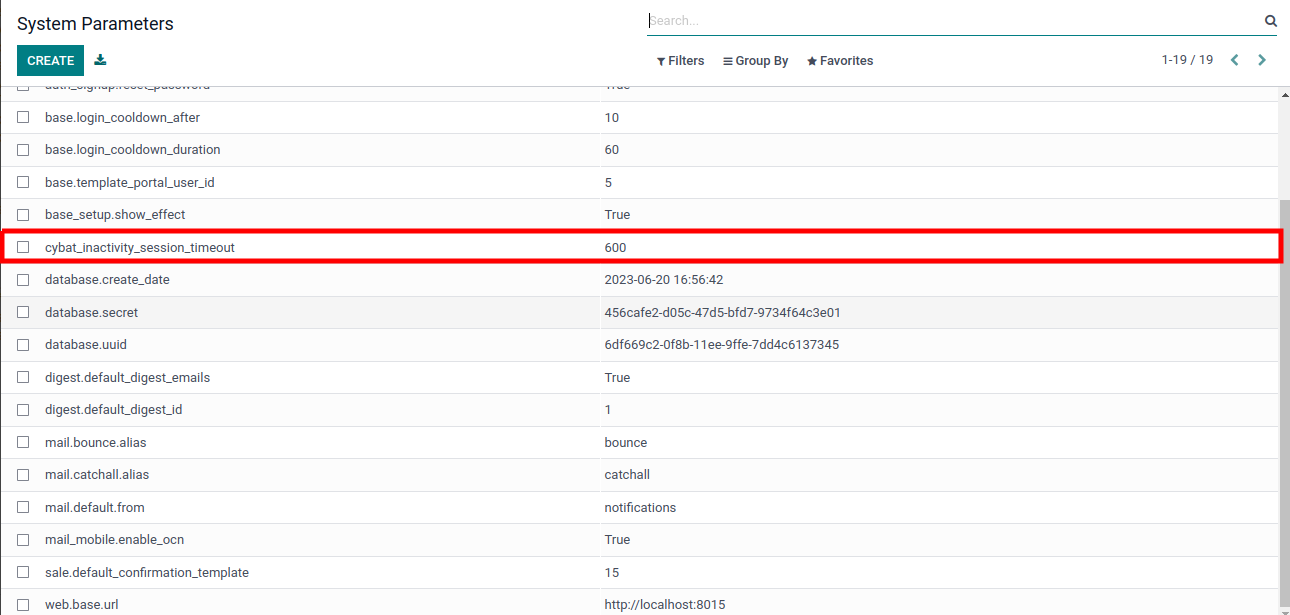 System Parameters
Search...
CREATE
Filters Group By Favorites
1-19 / 19
auth_signup.reset_password True
base.login_cooldown_after 10
base.login_cooldown_duration 60
base.template_portal_user_id 5
base_setup.show_effect True
cybat_inactivity_session_timeout 600
database.create_date 2023-06-20 16:56:42
database.secret 456cafe2-d05c-47d5-bfd7-9734f64c3e01
database.uuid 6df669c2-0f8b-11ee-9ffe-7dd4c6137345
digest.default_digest_emails True
digest.default_digest_id 1
mail.bounce.alias bounce
mail.catchall.alias catchall
mail.default.from notifications
mail_mobile.enable_ocn True
sale.default_confirmation_template 15
web.base.url http://localhost:8015